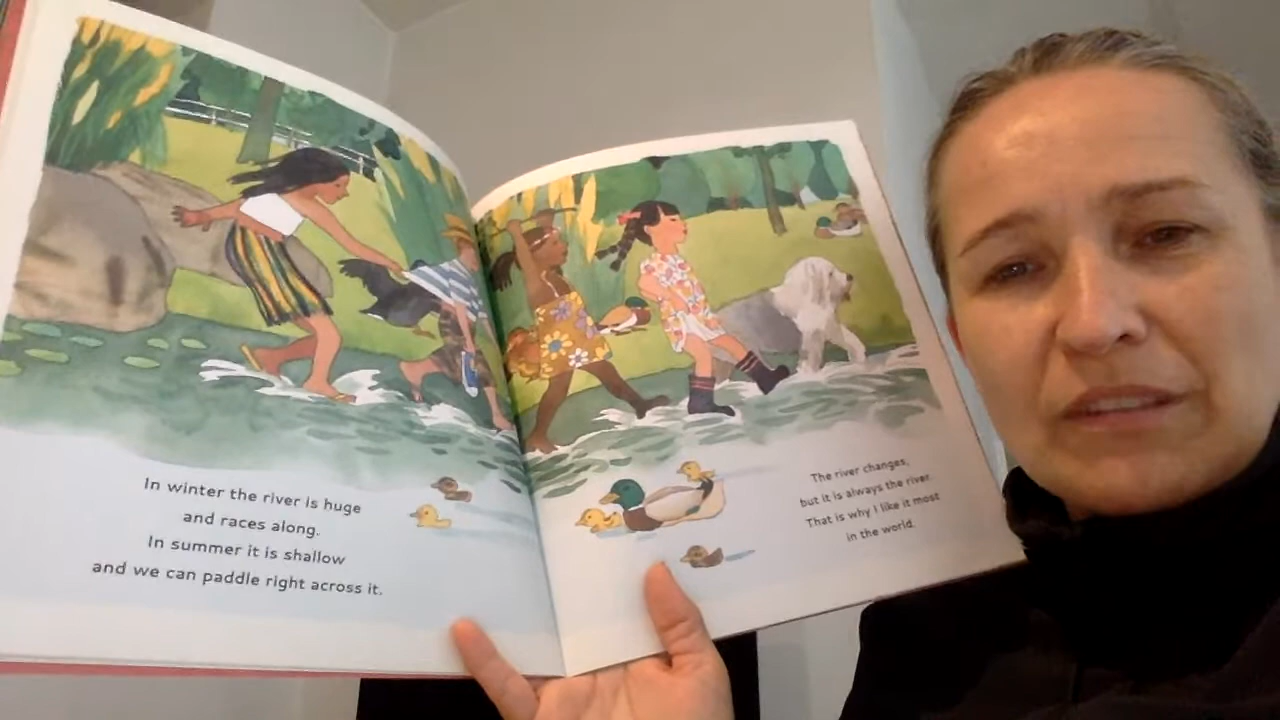 In winter the river is huge
and races along.
In summer it is shallow
and we can paddle right across it.
The river changes,
but it is always the river.
That is why I like it most
in the world.